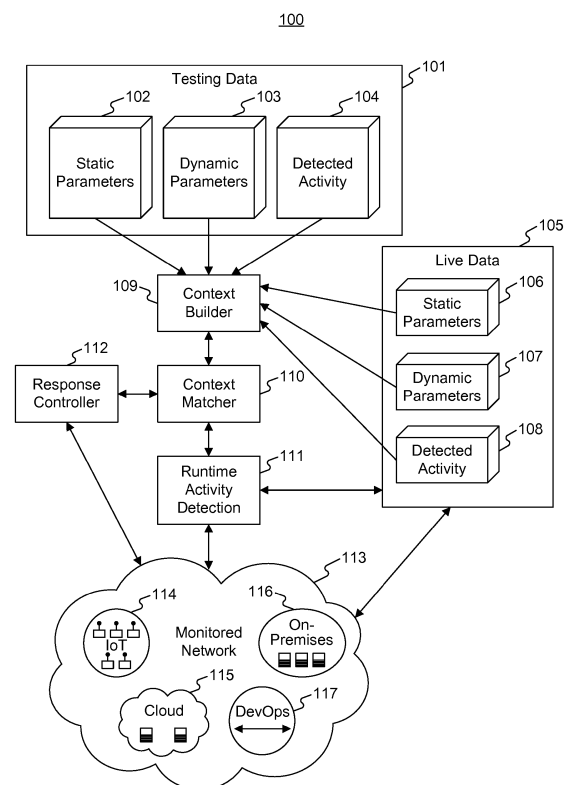 100
Testing Data
101
102
103
104
Static
Parameters
Dynamic
Parameters
Detected
Activity
105
Live Data
106
Static
Parameters
107
Dynamic
Parameters
108
Detected
Activity
109
Context
Builder
112
Response
Controller
110
Context
Matcher
111
Runtime
Activity
Detection
113
Monitored
Network
114
IoT
116
On-
Premises
115
Cloud
117
DevOps